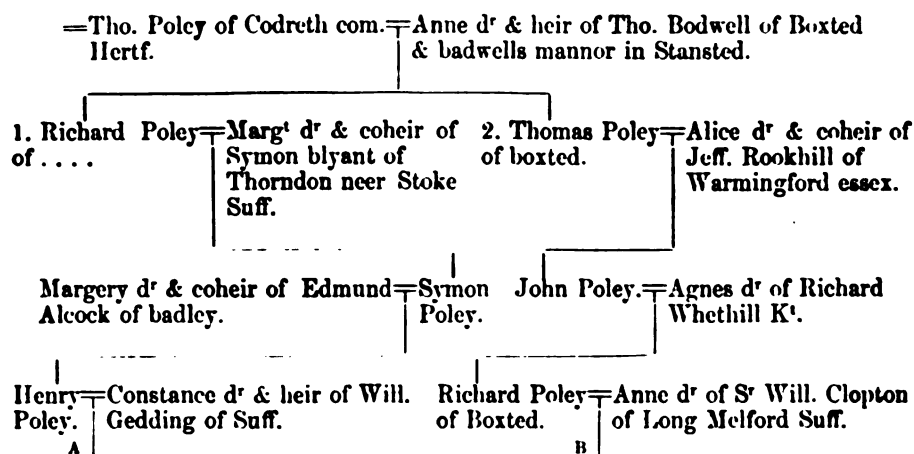 =Tho. Poley of Codreth com.=Anne dʳ & heir of Tho. Bodwell of Boxted
Hertf. & badwells mannor in Stansted.
1. Richard Poley=Margᵗ dʳ & coheir of 2. Thomas Poley=Alice dʳ & coheir of
of .... Symon blyant of of boxted. Jeff. Rookhill of
Thorndon neer Stoke Warmingford essex.
Suff.
Margery dʳ & coheir of Edmund=Symon John Poley.=Agnes dʳ of Richard
Alcock of badley. Poley. Whethill Kᵗ.
Henry=Constance dʳ & heir of Will. Richard Poley=Anne dʳ of Sʳ Will. Clopton
Poley. Gedding of Suff. of Boxted. of Long Melford Suff.
A B